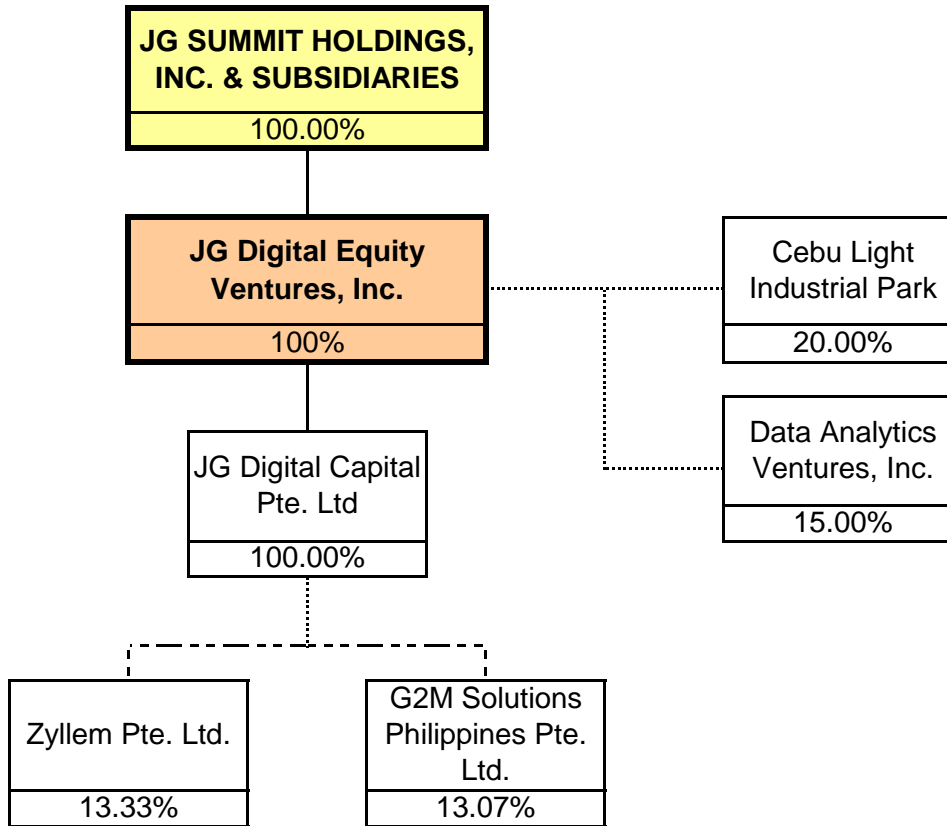 JG SUMMIT HOLDINGS,
INC. & SUBSIDIARIES
100.00%
JG Digital Equity
Ventures, Inc.
100%
Cebu Light
Industrial Park
20.00%
Data Analytics
Ventures, Inc.
15.00%
JG Digital Capital
Pte. Ltd
100.00%
Zyllem Pte. Ltd.
13.33%
G2M Solutions
Philippines Pte.
Ltd.
13.07%